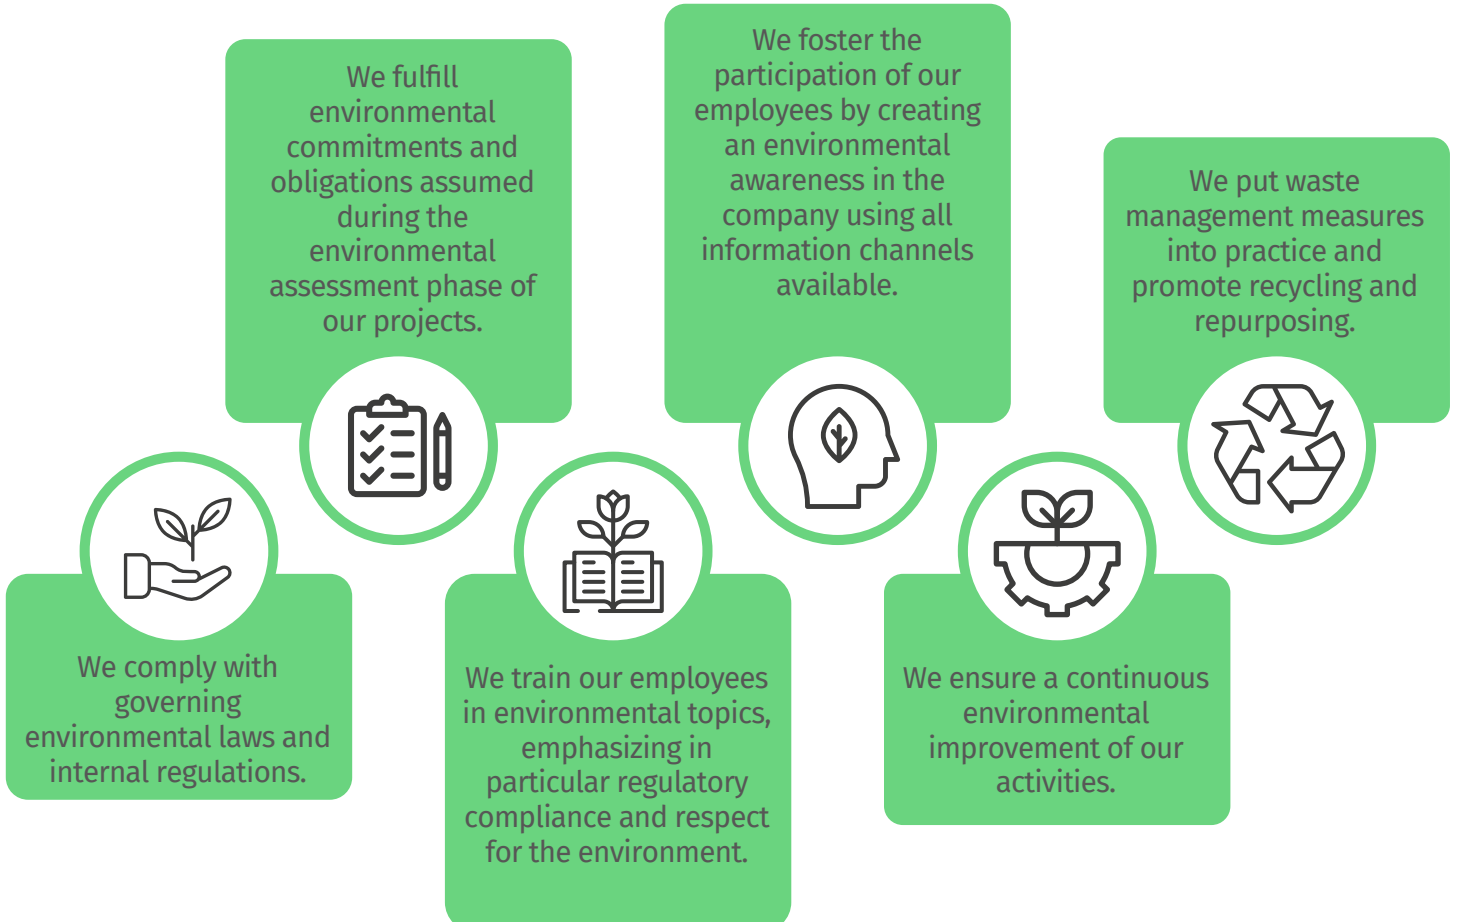 We comply with
governing
environmental laws and
internal regulations.
We fulfill
environmental
commitments and
obligations assumed
during the
environmental
assessment phase of
our projects.
We train our employees
in environmental topics,
emphasizing in
particular regulatory
compliance and respect
for the environment.
We foster the
participation of our
employees by creating
an environmental
awareness in the
company using all
information channels
available.
We ensure a continuous
environmental
improvement of our
activities.
We put waste
management measures
into practice and
promote recycling and
repurposing.